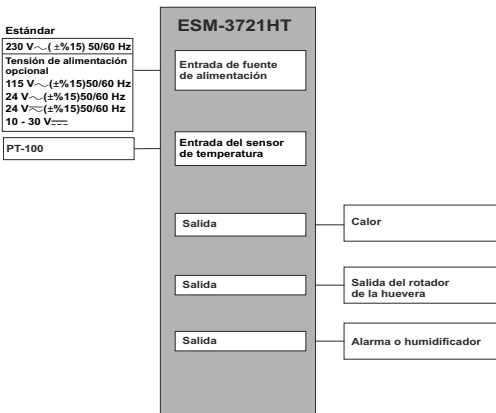 ESM-3721HT
Estándar
230 V～( ±%15) 50/60 Hz
Tensión de alimentación
opcional
115 V～(±%15)50/60 Hz
24 V～(±%15)50/60 Hz
24 V⏦(±%15)50/60 Hz
10 - 30 V⎓
PT-100
Entrada de fuente
de alimentación
Entrada del sensor
de temperatura
Salida
Calor
Salida
Salida del rotador
de la huevera
Salida
Alarma o humidificador